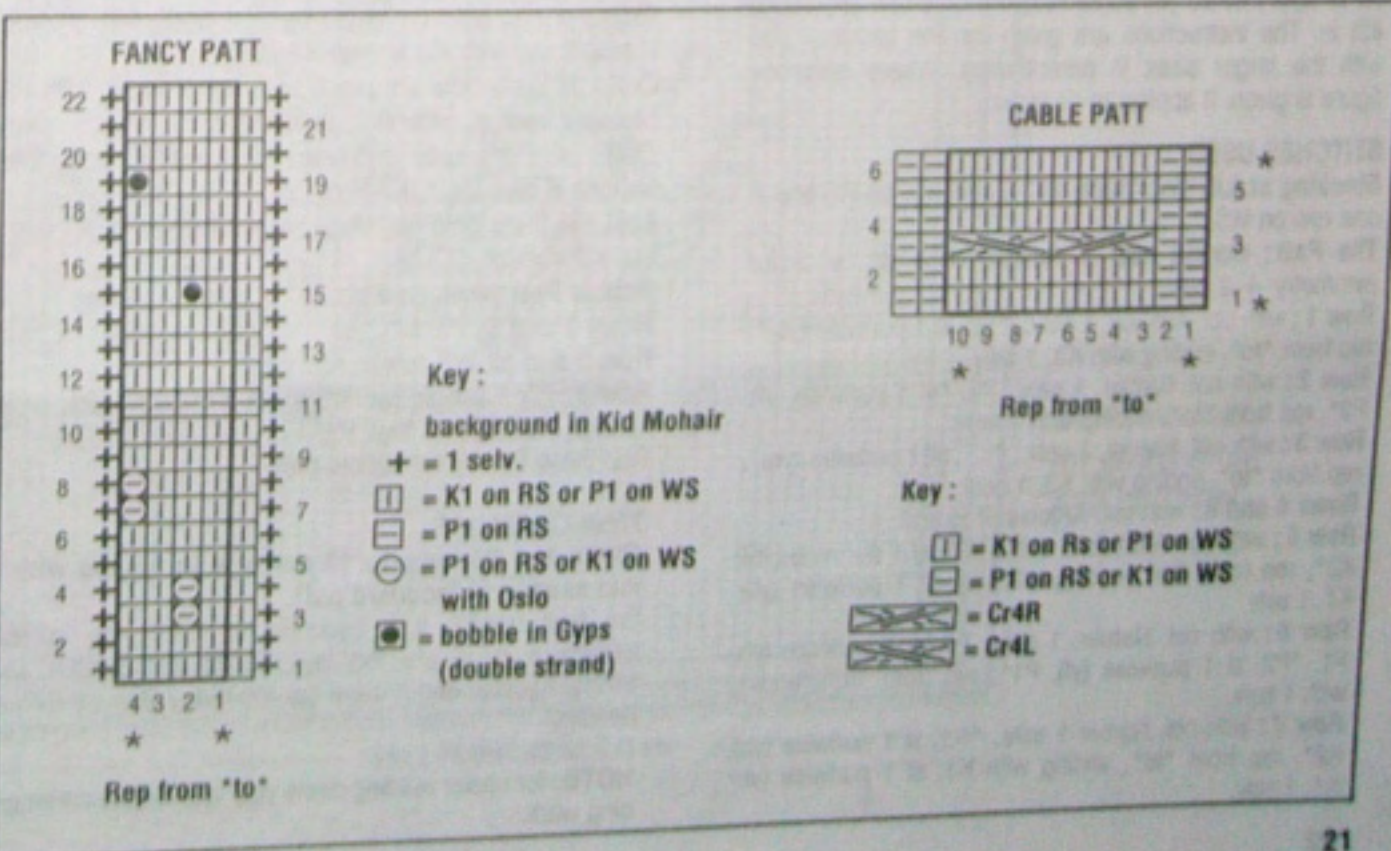 FANCY PATT
22
21
20
19
18
17
16
15
14
13
12
11
10
9
8
7
6
5
4
3
2
1
4 3 2 1
* *
Rep from *to*
Key :
background in Kid Mohair
+ = 1 selv.
= K1 on RS or P1 on WS
= P1 on RS
= P1 on RS or K1 on WS
with Oslo
= bobble in Gyps
(double strand)
CABLE PATT
6 *
5
4
3
2
1 *
10 9 8 7 6 5 4 3 2 1
* *
Rep from *to*
Key :
= K1 on Rs or P1 on WS
= P1 on RS or K1 on WS
= Cr4R
= Cr4L
21